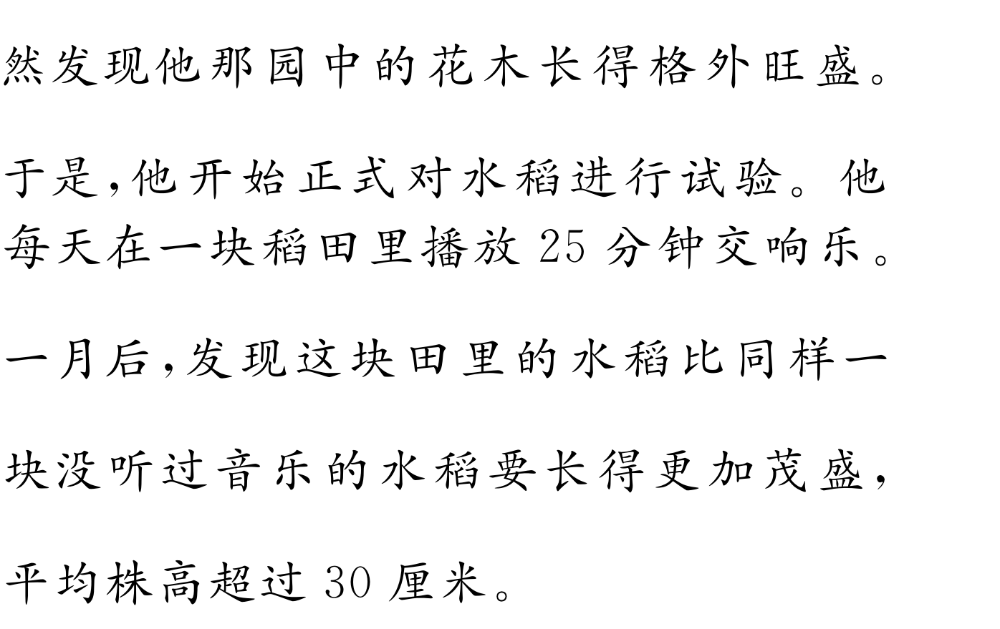 然发现他那园中的花木长得格外旺盛。
于是,他开始正式对水稻进行试验。他
每天在一块稻田里播放 25 分钟交响乐。
一月后,发现这块田里的水稻比同样一
块没听过音乐的水稻要长得更加茂盛,
平均株高超过 30 厘米。